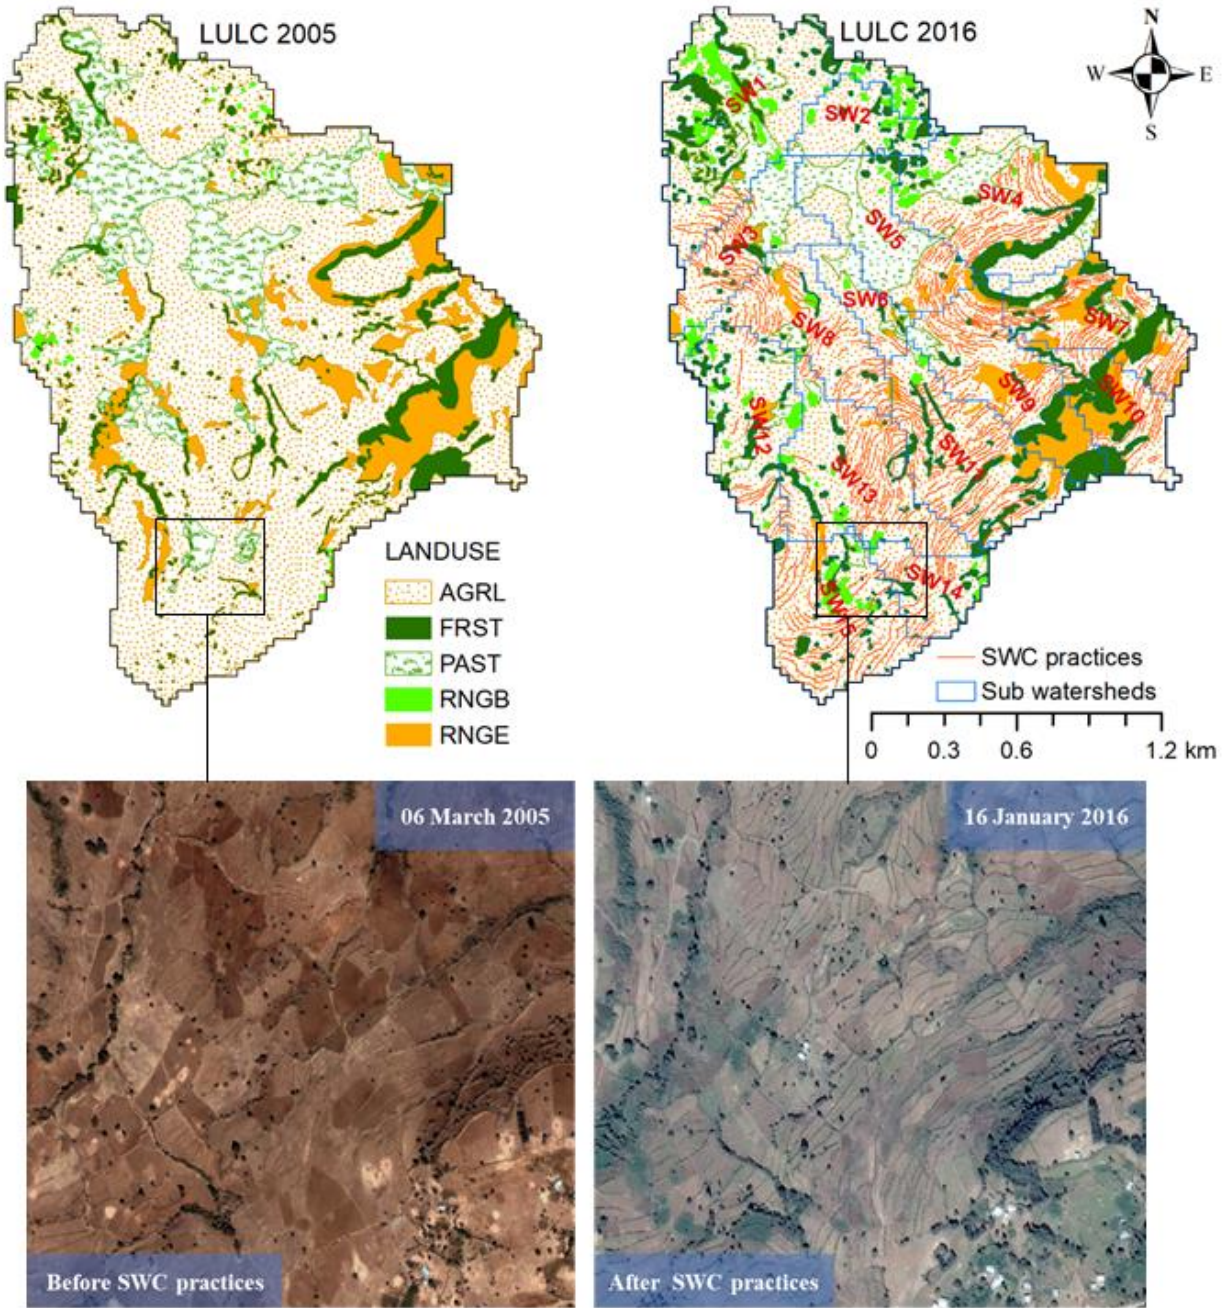 LULC 2005
LULC 2016
N
W
E
S
SW1
SW2
SW4
SW5
SW3
SW6
SW8
SW7
SW9
SW10
SW12
SW11
SW13
SW14
SW15
LANDUSE
AGRL
FRST
PAST
RNGB
RNGE
SWC practices
Sub watersheds
0 0.3 0.6 1.2 km
06 March 2005
16 January 2016
Before SWC practices
After SWC practices